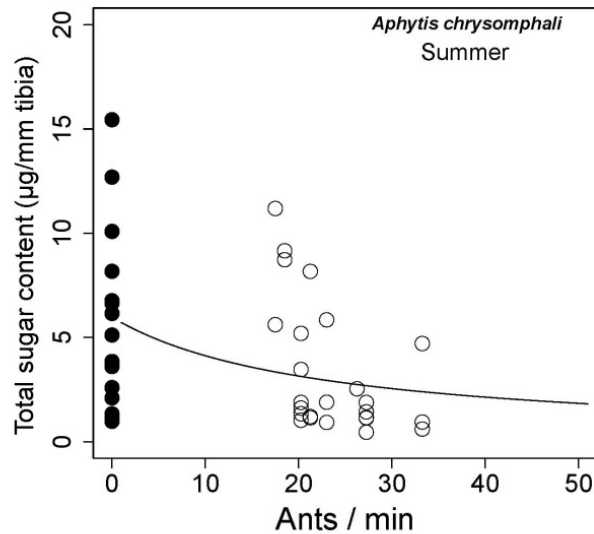 Aphytis chrysomphali
Summer
Total sugar content (µg/mm tibia)
20
15
10
5
0
0 10 20 30 40 50
Ants / min